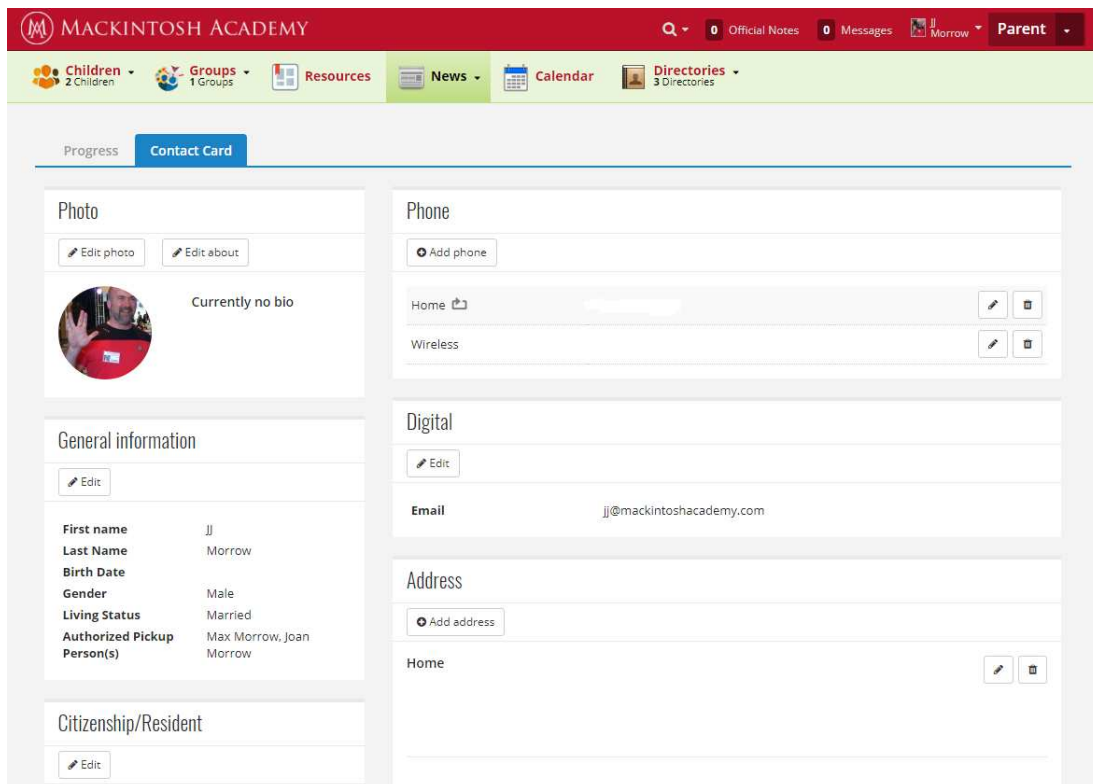 MACKINTOSH ACADEMY
0 Official Notes 0 Messages JJ Morrow Parent
Children
2 Children
Groups
1 Groups
Resources
News
Calendar
Directories
3 Directories
Progress Contact Card
Photo
Edit photo Edit about
Currently no bio
General information
Edit
First name JJ
Last Name Morrow
Birth Date
Gender Male
Living Status Married
Authorized Pickup Max Morrow, Joan
Person(s) Morrow
Citizenship/Resident
Edit
Phone
Add phone
Home
Wireless
Digital
Edit
Email jj@mackintoshacademy.com
Address
Add address
Home